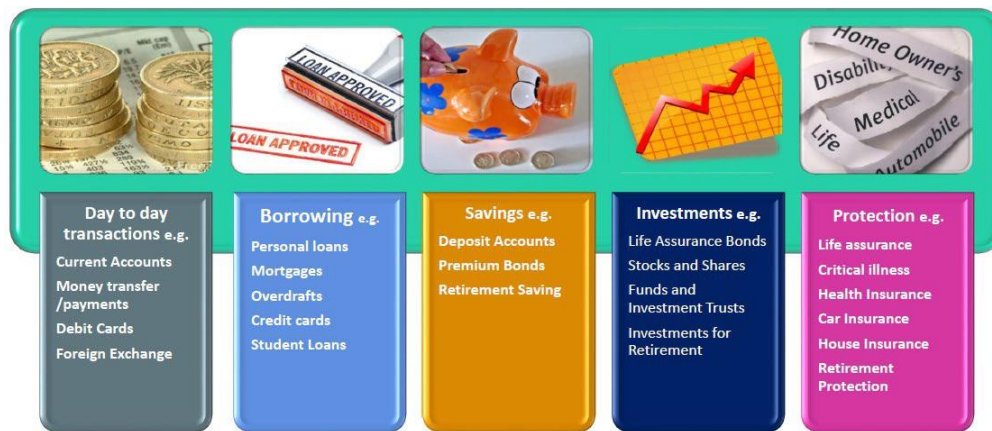 LOAN APPROVED
LOAN APPROVED
Home Owner's
Medical
Life
Automobile
Day to day
transactions e.g.
Current Accounts
Money transfer
/payments
Debit Cards
Foreign Exchange
Borrowing e.g.
Personal loans
Mortgages
Overdrafts
Credit cards
Student Loans
Savings e.g.
Deposit Accounts
Premium Bonds
Retirement Saving
Investments e.g.
Life Assurance Bonds
Stocks and Shares
Funds and
Investment Trusts
Investments for
Retirement
Protection e.g.
Life assurance
Critical illness
Health Insurance
Car Insurance
House Insurance
Retirement
Protection